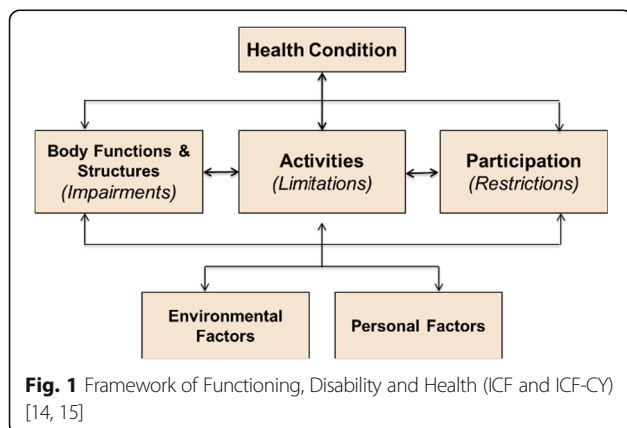 Health Condition
Body Functions &
Structures
(Impairments)
Activities
(Limitations)
Participation
(Restrictions)
Environmental
Factors
Personal Factors
Fig. 1 Framework of Functioning, Disability and Health (ICF and ICF-CY)
[14, 15]